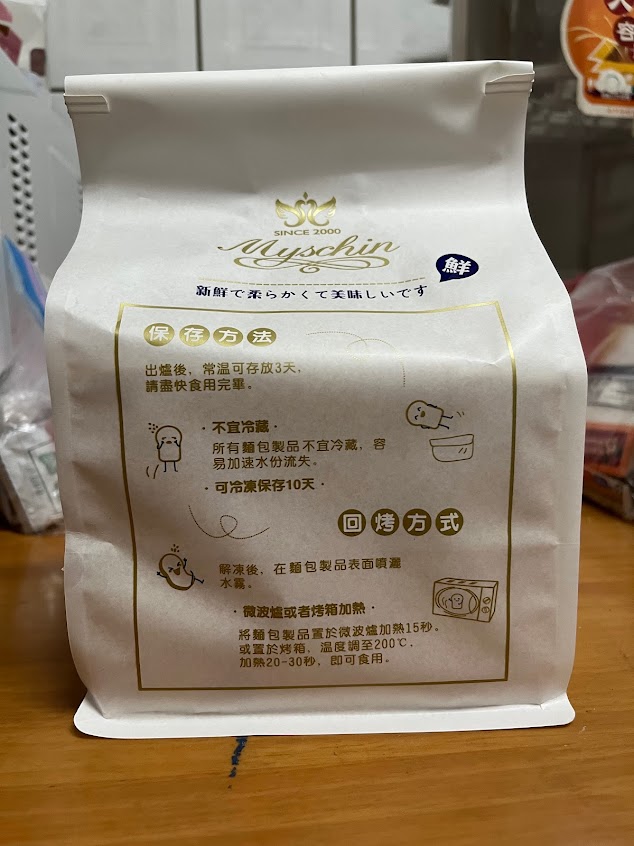 SINCE 2000
Myschin
鮮
新鮮で柔らかくて美味しいです
保存方法
出爐後，常温可存放3天，
請盡快食用完畢。
· 不宜冷藏 ·
所有麵包製品不宜冷藏，容
易加速水份流失。
· 可冷凍保存10天 ·
回烤方式
解凍後，在麵包製品表面噴灑
水霧。
· 微波爐或者烤箱加熱 ·
將麵包製品置於微波爐加熱15秒。
或置於烤箱，溫度調至200℃，
加熱20-30秒，即可食用。
容